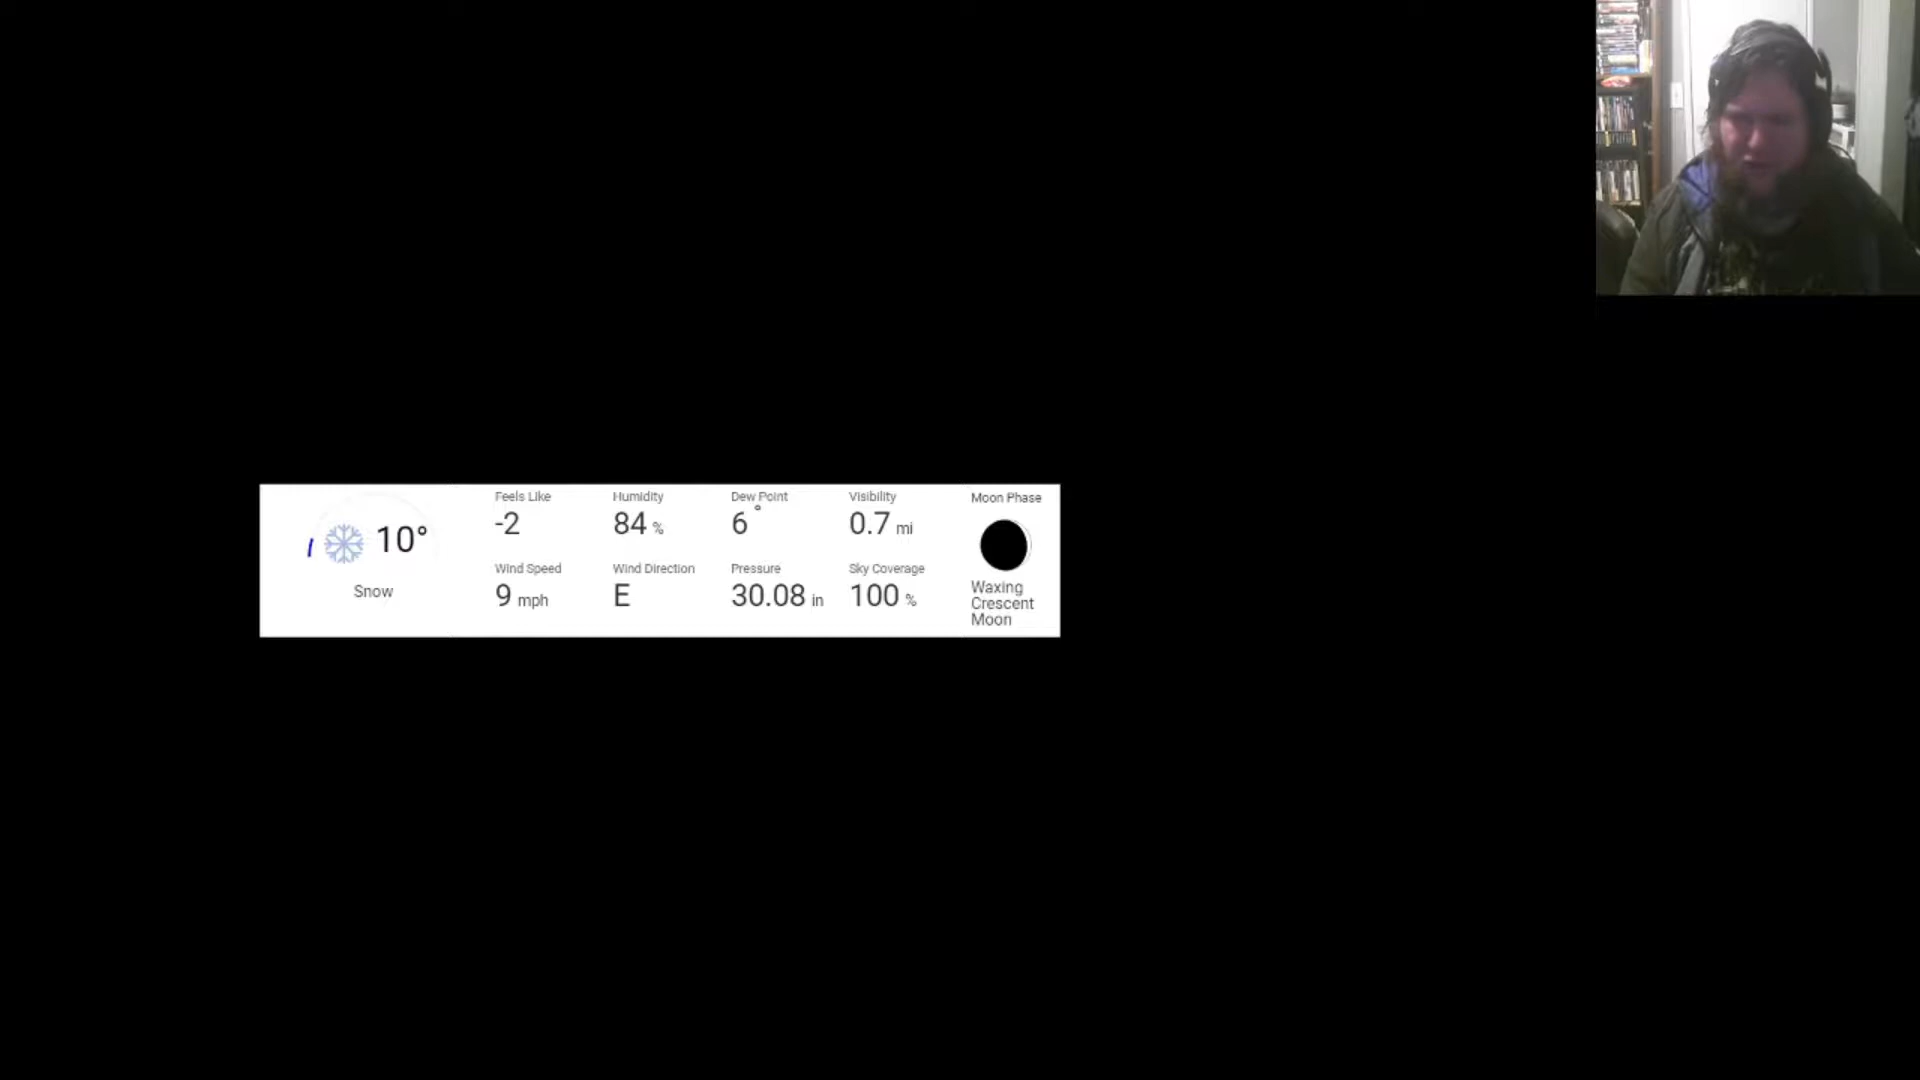 10°
Snow
Feels Like
-2
Humidity
84 %
Dew Point
6°
Visibility
0.7 mi
Wind Speed
9 mph
Wind Direction
E
Pressure
30.08 in
Sky Coverage
100 %
Moon Phase
Waxing
Crescent
Moon